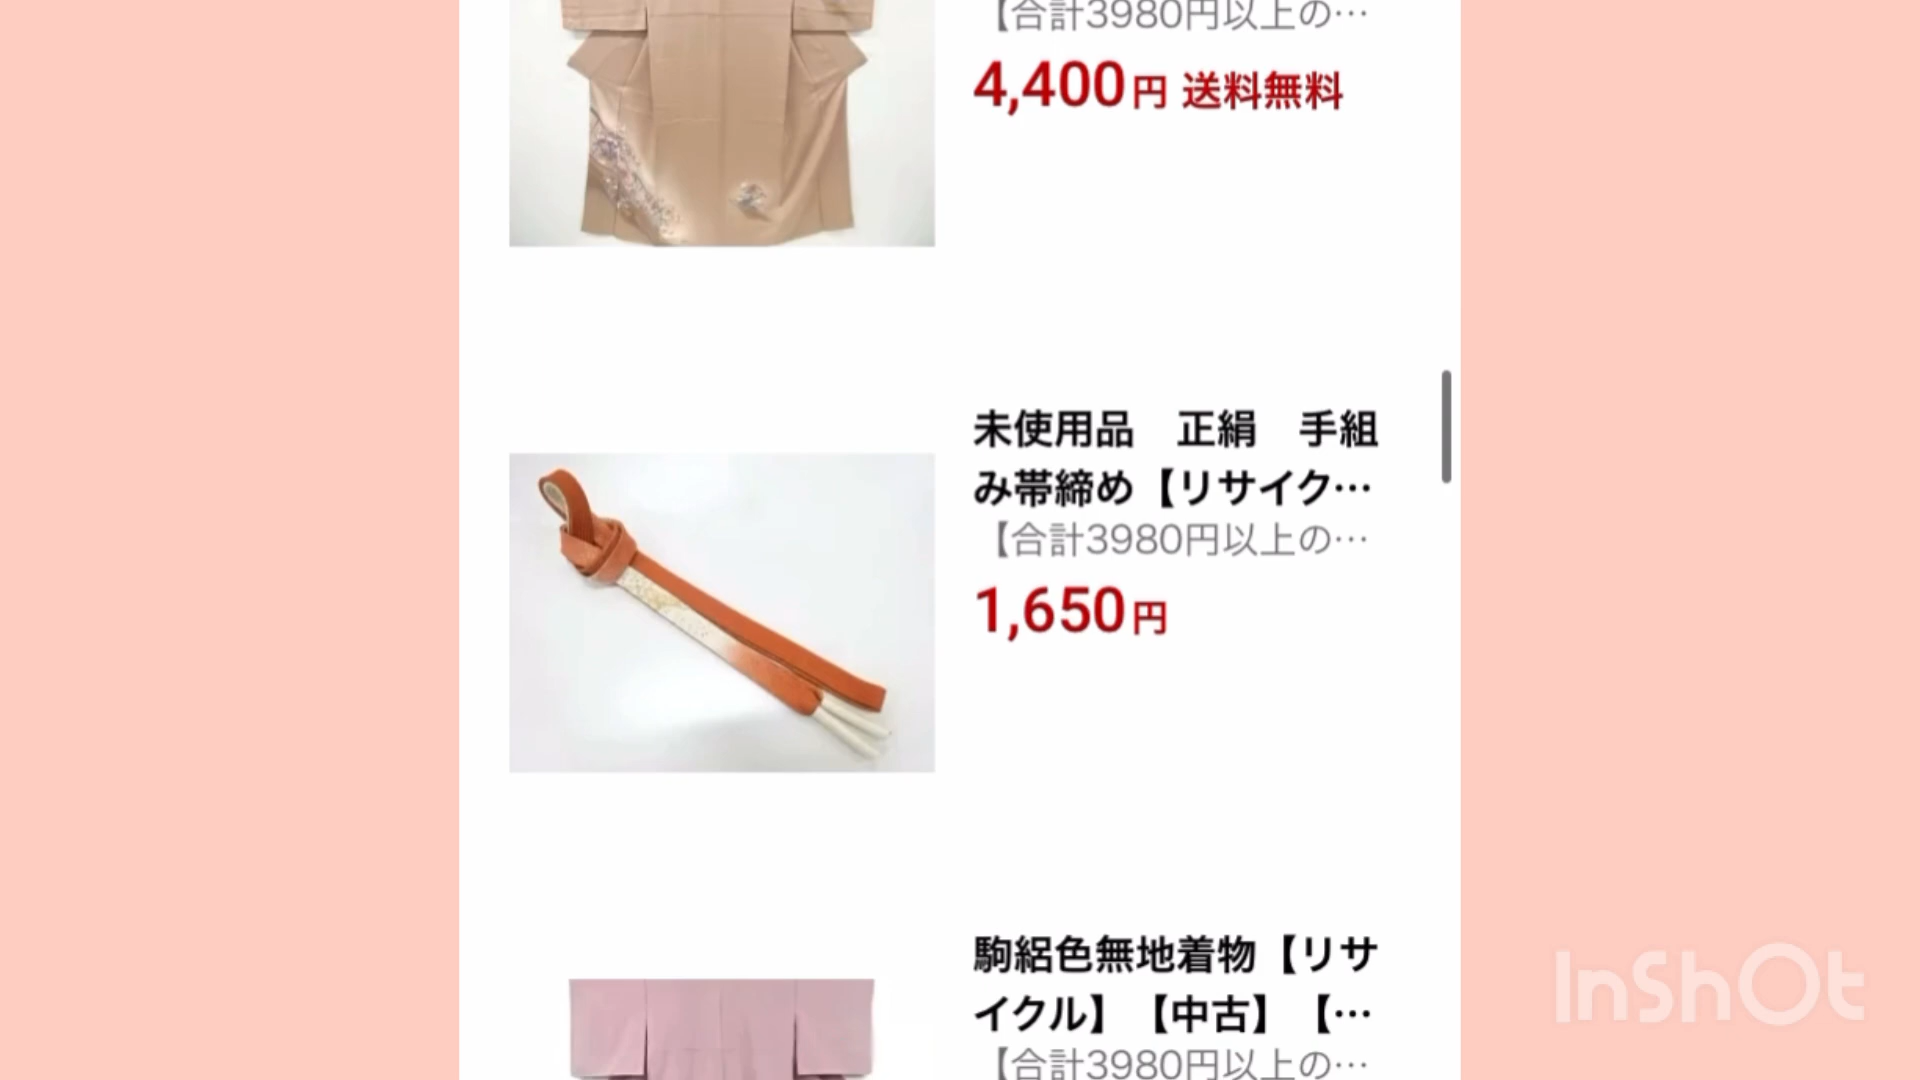 【合計3980円以上の…
4,400円 送料無料
未使用品　正絹　手組
み帯締め【リサイク…
【合計3980円以上の…
1,650円
駒絽色無地着物【リサ
イクル】【中古】【…
【合計3980円以上の…
InShOt